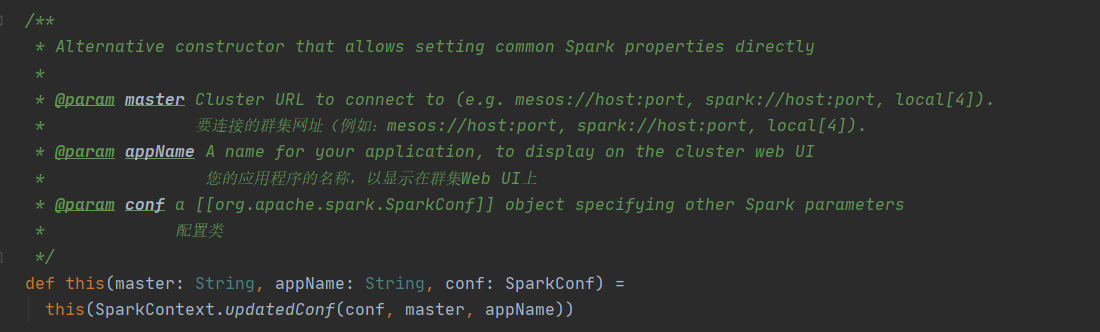 /**
 * Alternative constructor that allows setting common Spark properties directly
 *
 * @param master Cluster URL to connect to (e.g. mesos://host:port, spark://host:port, local[4]).
 *               要连接的群集网址（例如：mesos://host:port, spark://host:port, local[4]).
 * @param appName A name for your application, to display on the cluster web UI
 *                您的应用程序的名称，以显示在群集Web UI上
 * @param conf a [[org.apache.spark.SparkConf]] object specifying other Spark parameters
 *             配置类
 */
def this(master: String, appName: String, conf: SparkConf) =
  this(SparkContext.updatedConf(conf, master, appName))